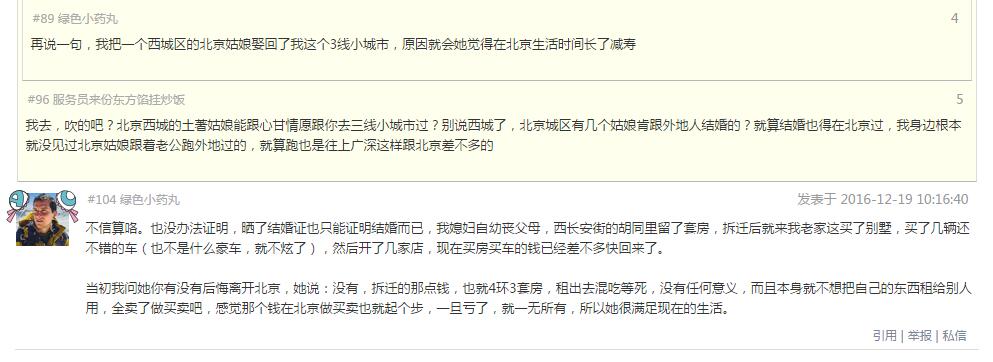 #89 绿色小药丸
4
再说一句，我把一个西城区的北京姑娘娶回了我这个3线小城市，原因就会她觉得在北京生活时间长了减寿
#96 服务员来份东方馅挂炒饭
5
我去，吹的吧？北京西城的土著姑娘能跟心甘情愿跟你去三线小城市过？别说西城了，北京城区有几个姑娘肯跟外地人结婚的？就算结婚也得在北京过，我身边根本
就没见过北京姑娘跟着老公跑外地过的，就算跑也是往上广深这样跟北京差不多的
#104 绿色小药丸
发表于 2016-12-19 10:16:40
不信算咯。也没办法证明，晒了结婚证也只能证明结婚而已，我媳妇自幼丧父母，西长安街的胡同里留了套房，拆迁后就来我老家这买了别墅，买了几辆还
不错的车（也不是什么豪车，就不炫了），然后开了几家店，现在买房买车的钱已经差不多快回来了。
当初我问她你有没有后悔离开北京，她说：没有，拆迁的那点钱，也就4环3套房，租出去混吃等死，没有任何意义，而且本身就不想把自己的东西租给别人
用，全卖了做买卖吧，感觉那个钱在北京做买卖也就起个步，一旦亏了，就一无所有，所以她很满足现在的生活。
引用 | 举报 | 私信